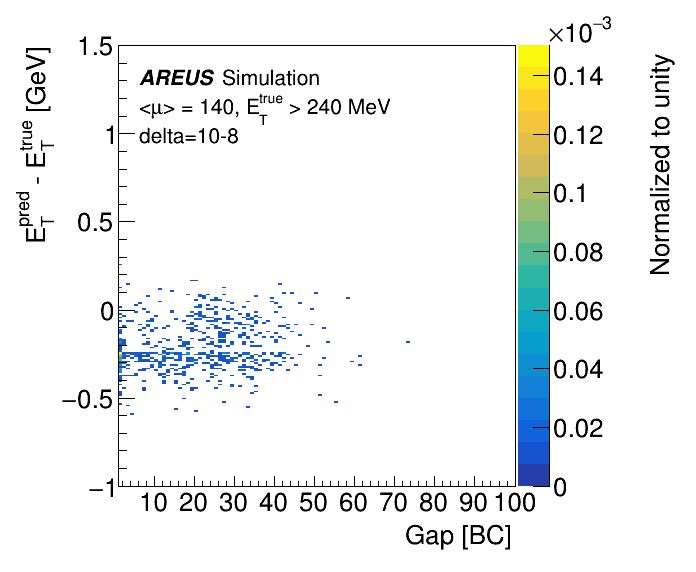 ×10⁻³
1.5
1
0.5
0
−0.5
−1
E_T^pred - E_T^true [GeV]
AREUS Simulation
<μ> = 140, E_T^true > 240 MeV
delta=10-8
10 20 30 40 50 60 70 80 90 100
Gap [BC]
0.14
0.12
0.1
0.08
0.06
0.04
0.02
0
Normalized to unity